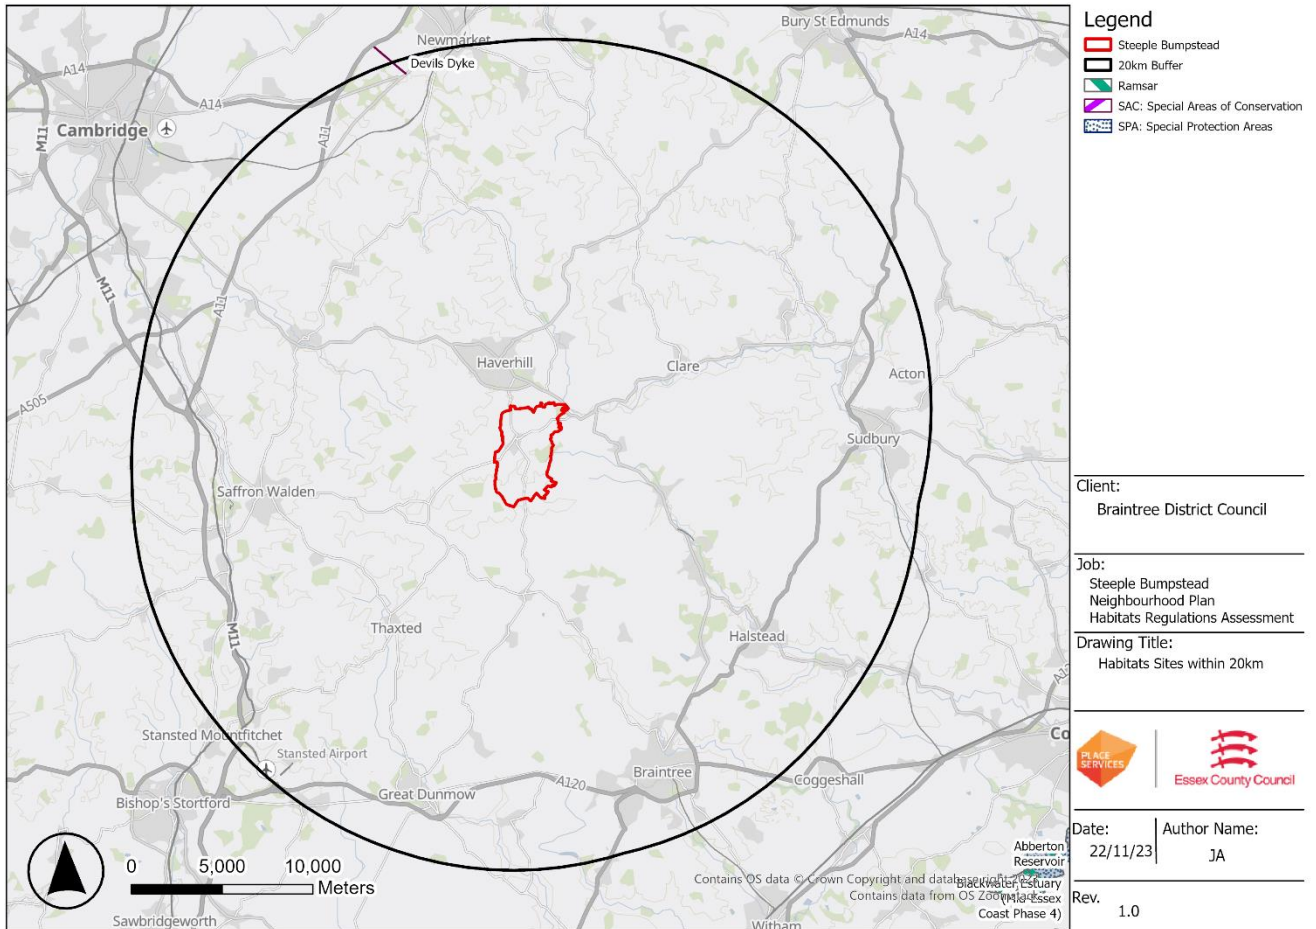 Bury St Edmunds
A14
Newmarket
Devils Dyke
A14
A14
A11
M11
Cambridge
M11
A11
A505
Haverhill
Clare
Acton
Sudbury
Saffron Walden
M11
Thaxted
Halstead
Stansted Mountfitchet
Stansted Airport
Braintree
Coggeshall
A120
Great Dunmow
Bishop's Stortford
Sawbridgeworth
Witham
Co
0 5,000 10,000
Meters
Abberton
Reservoir
Blackwater Estuary
(Mid-Essex
Coast Phase 4)
Contains OS data © Crown Copyright and database right
Contains data from OS
Legend
Steeple Bumpstead
20km Buffer
Ramsar
SAC: Special Areas of Conservation
SPA: Special Protection Areas
Client:
Braintree District Council
Job:
Steeple Bumpstead
Neighbourhood Plan
Habitats Regulations Assessment
Drawing Title:
Habitats Sites within 20km
PLACE
SERVICES
Essex County Council
Date:
22/11/23
Author Name:
JA
Rev.
1.0